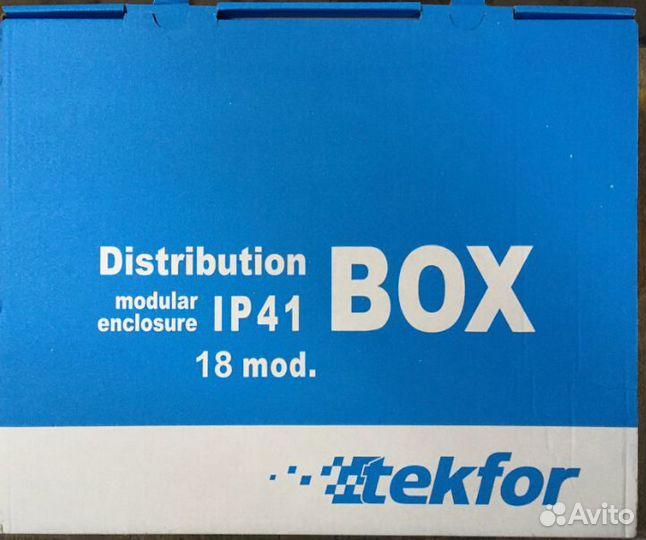 Distribution BOX
modular enclosure IP41
18 mod.
tekfor
Avito